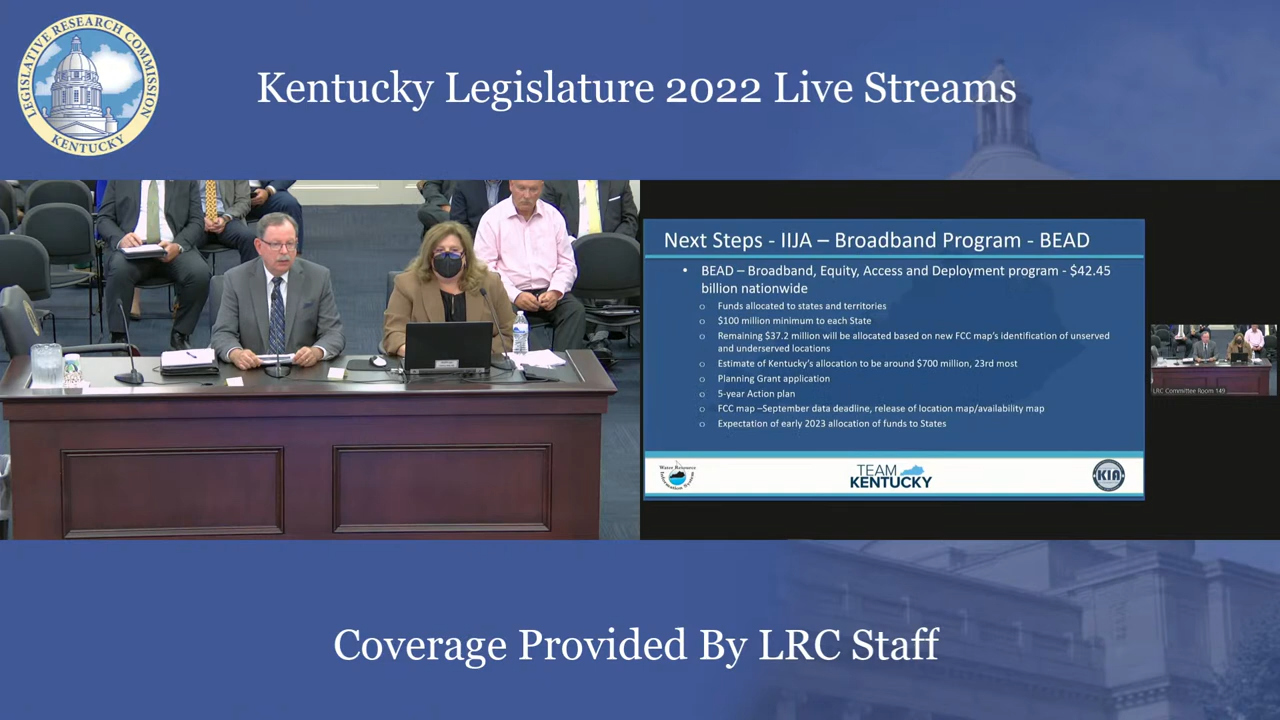 LEGISLATIVE RESEARCH COMMISSION
KENTUCKY
Kentucky Legislature 2022 Live Streams
Next Steps - IIJA – Broadband Program - BEAD
• BEAD – Broadband, Equity, Access and Deployment program - $42.45
billion nationwide
o Funds allocated to states and territories
o $100 million minimum to each State
o Remaining $37.2 million will be allocated based on new FCC map's identification of unserved
and underserved locations
o Estimate of Kentucky's allocation to be around $700 million, 23rd most
o Planning Grant application
o 5-year Action plan
o FCC map –September data deadline, release of location map/availability map
o Expectation of early 2023 allocation of funds to States
Water Resource
Information System
TEAM
KENTUCKY
KIA
LRC Committee Room 149
Coverage Provided By LRC Staff